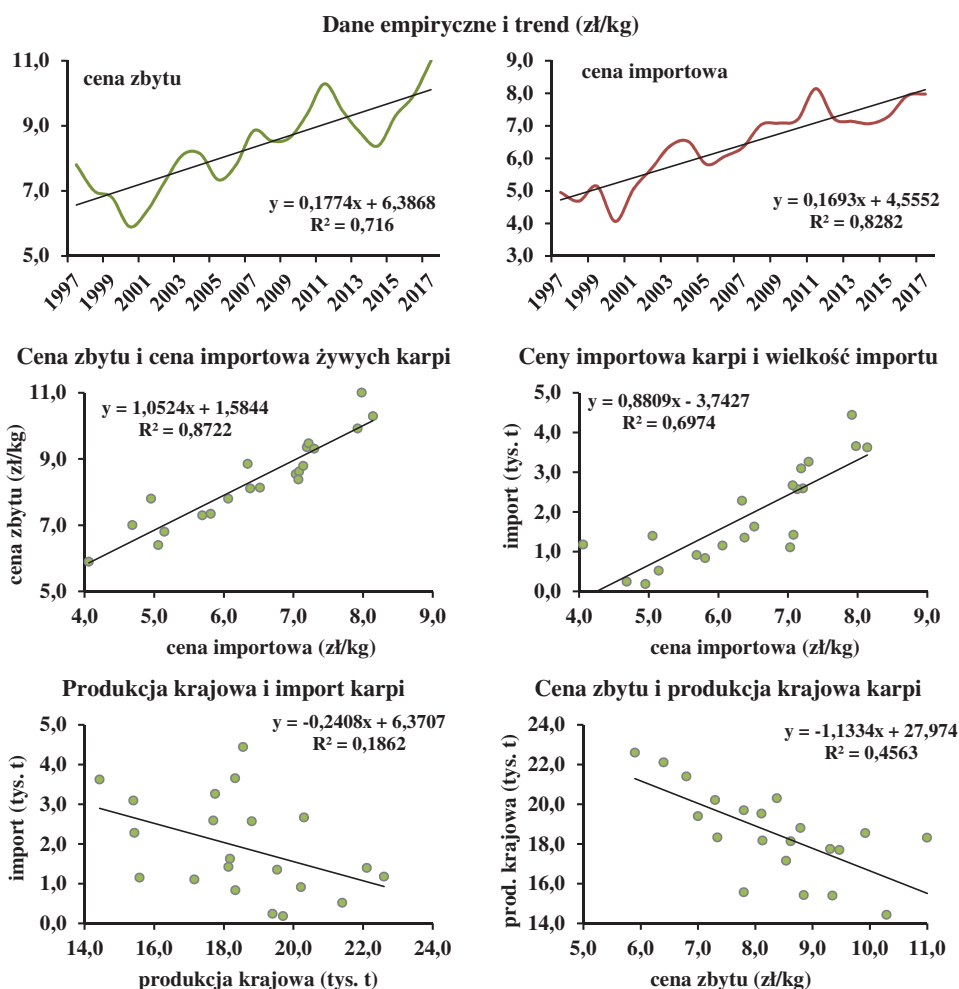 Dane empiryczne i trend (zł/kg)
11,0
9,0
7,0
5,0
cena zbytu
y = 0,1774x + 6,3868
R² = 0,716
1997
1999
2001
2003
2005
2007
2009
2011
2013
2015
2017
9,0
8,0
7,0
6,0
5,0
4,0
3,0
cena importowa
y = 0,1693x + 4,5552
R² = 0,8282
1997
1999
2001
2003
2005
2007
2009
2011
2013
2015
2017
Cena zbytu i cena importowa żywych karpi
cena zbytu (zł/kg)
11,0
9,0
7,0
5,0
y = 1,0524x + 1,5844
R² = 0,8722
4,0 5,0 6,0 7,0 8,0 9,0
cena importowa (zł/kg)
Ceny importowa karpi i wielkość importu
import (tys. t)
5,0
4,0
3,0
2,0
1,0
0,0
y = 0,8809x - 3,7427
R² = 0,6974
4,0 5,0 6,0 7,0 8,0 9,0
cena importowa (zł/kg)
Produkcja krajowa i import karpi
import (tys. t)
5,0
4,0
3,0
2,0
1,0
0,0
y = -0,2408x + 6,3707
R² = 0,1862
14,0 16,0 18,0 20,0 22,0 24,0
produkcja krajowa (tys. t)
Cena zbytu i produkcja krajowa karpi
prod. krajowa (tys. t)
24,0
22,0
20,0
18,0
16,0
14,0
y = -1,1334x + 27,974
R² = 0,4563
5,0 6,0 7,0 8,0 9,0 10,0 11,0
cena zbytu (zł/kg)